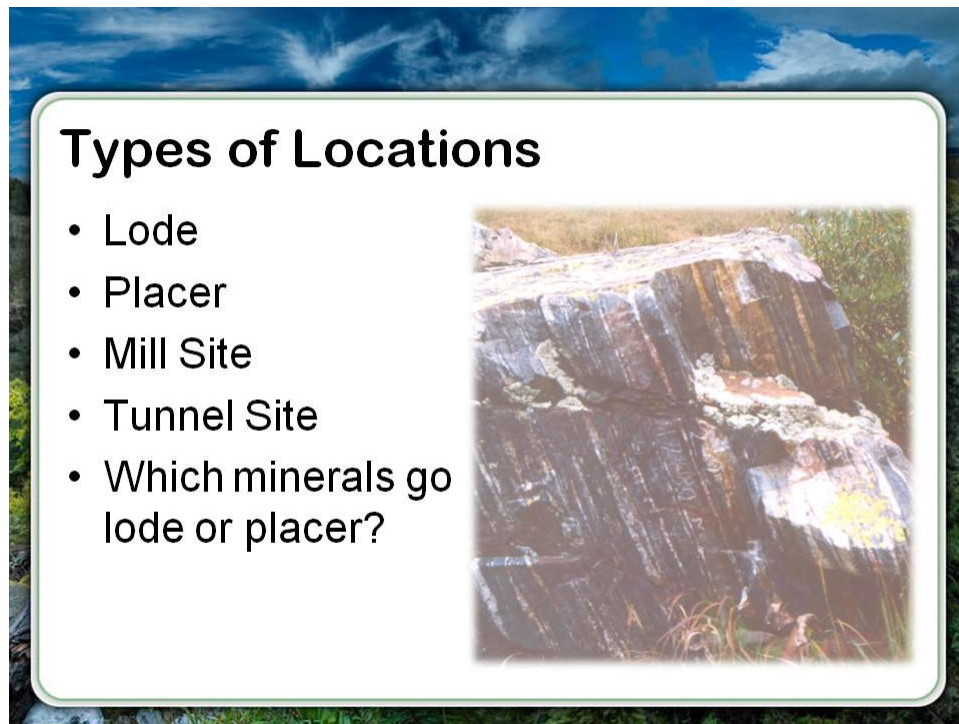 Types of Locations
• Lode
• Placer
• Mill Site
• Tunnel Site
• Which minerals go
lode or placer?